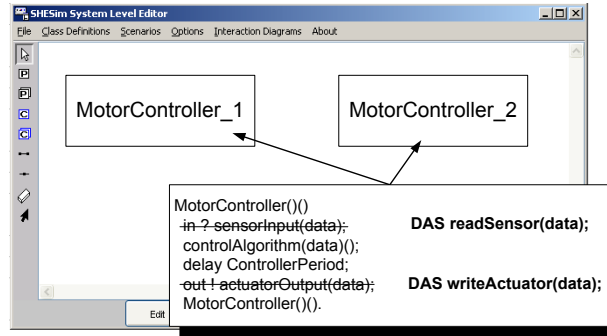 SHESim System Level Editor
File Class Definitions Scenarios Options Interaction Diagrams About
P
P
C
C
MotorController_1 MotorController_2
MotorController()()
in ? sensorInput(data); DAS readSensor(data);
controlAlgorithm(data)();
delay ControllerPeriod;
out ! actuatorOutput(data); DAS writeActuator(data);
MotorController()().
Edit